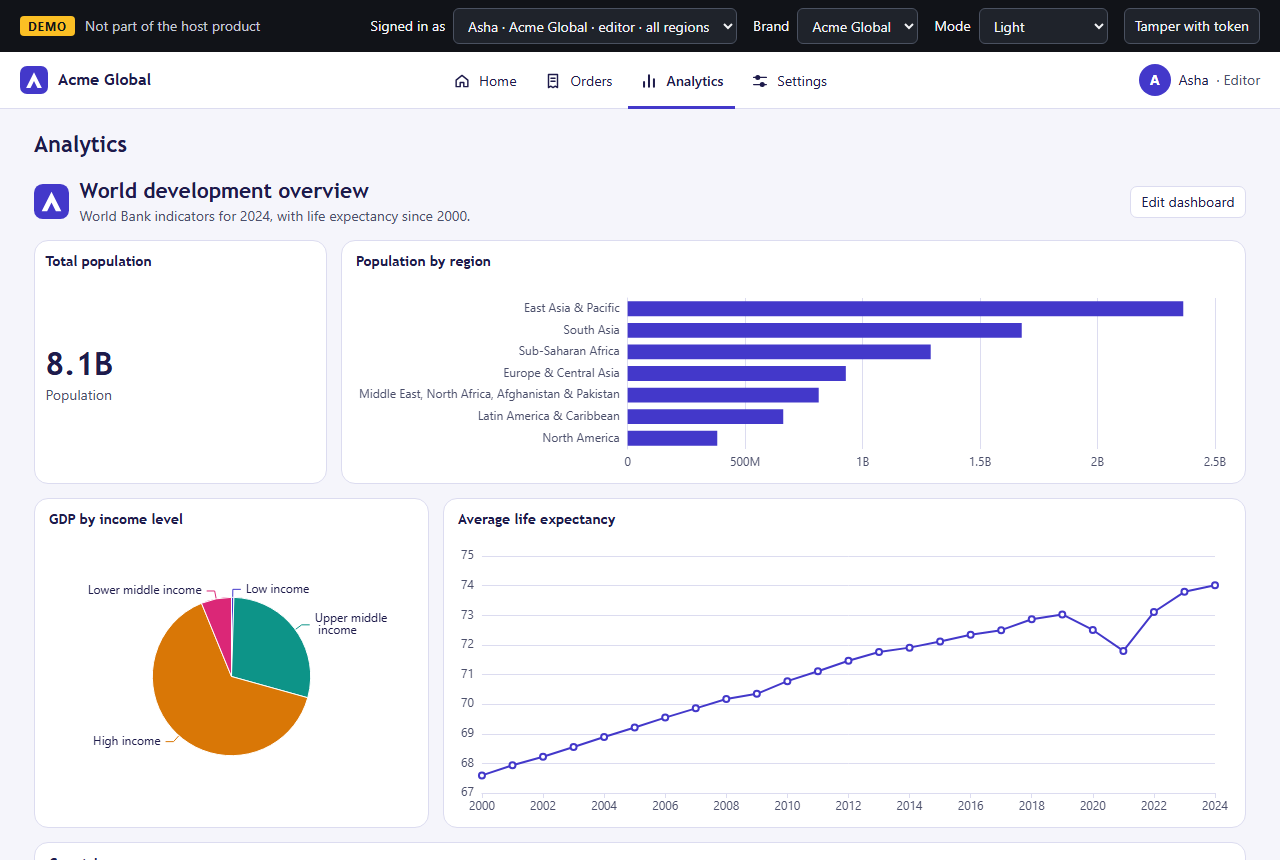 DEMO Not part of the host product Signed in as Asha · Acme Global · editor · all regions Brand Acme Global Mode Light Tamper with token
Acme Global Home Orders Analytics Settings A Asha · Editor
Analytics
World development overview
World Bank indicators for 2024, with life expectancy since 2000.
Edit dashboard
Total population
8.1B
Population
Population by region
East Asia & Pacific
South Asia
Sub-Saharan Africa
Europe & Central Asia
Middle East, North Africa, Afghanistan & Pakistan
Latin America & Caribbean
North America
0 500M 1B 1.5B 2B 2.5B
GDP by income level
Lower middle income
Low income
Upper middle
income
High income
Average life expectancy
75
74
73
72
71
70
69
68
67
2000 2002 2004 2006 2008 2010 2012 2014 2016 2018 2020 2022 2024